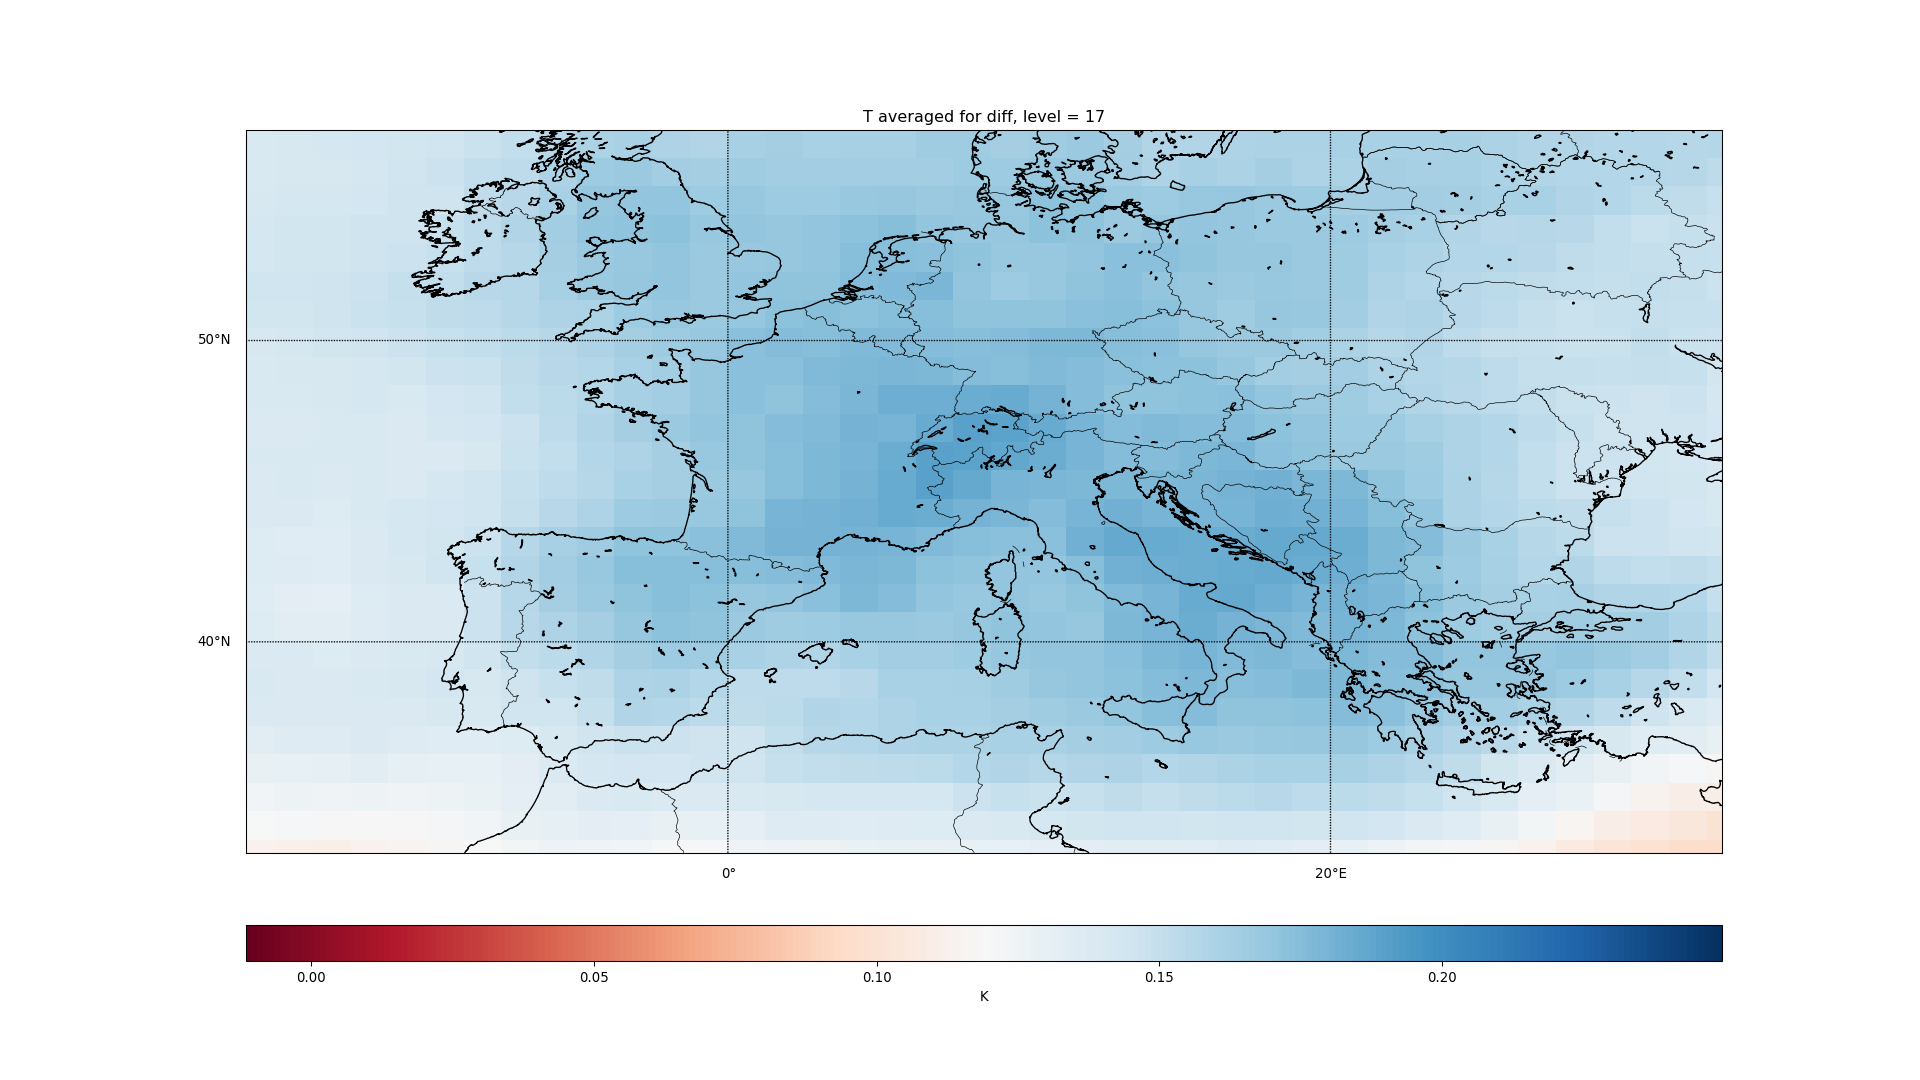 T averaged for diff, level = 17
50°N
40°N
0°
20°E
0.00 0.05 0.10 0.15 0.20
K